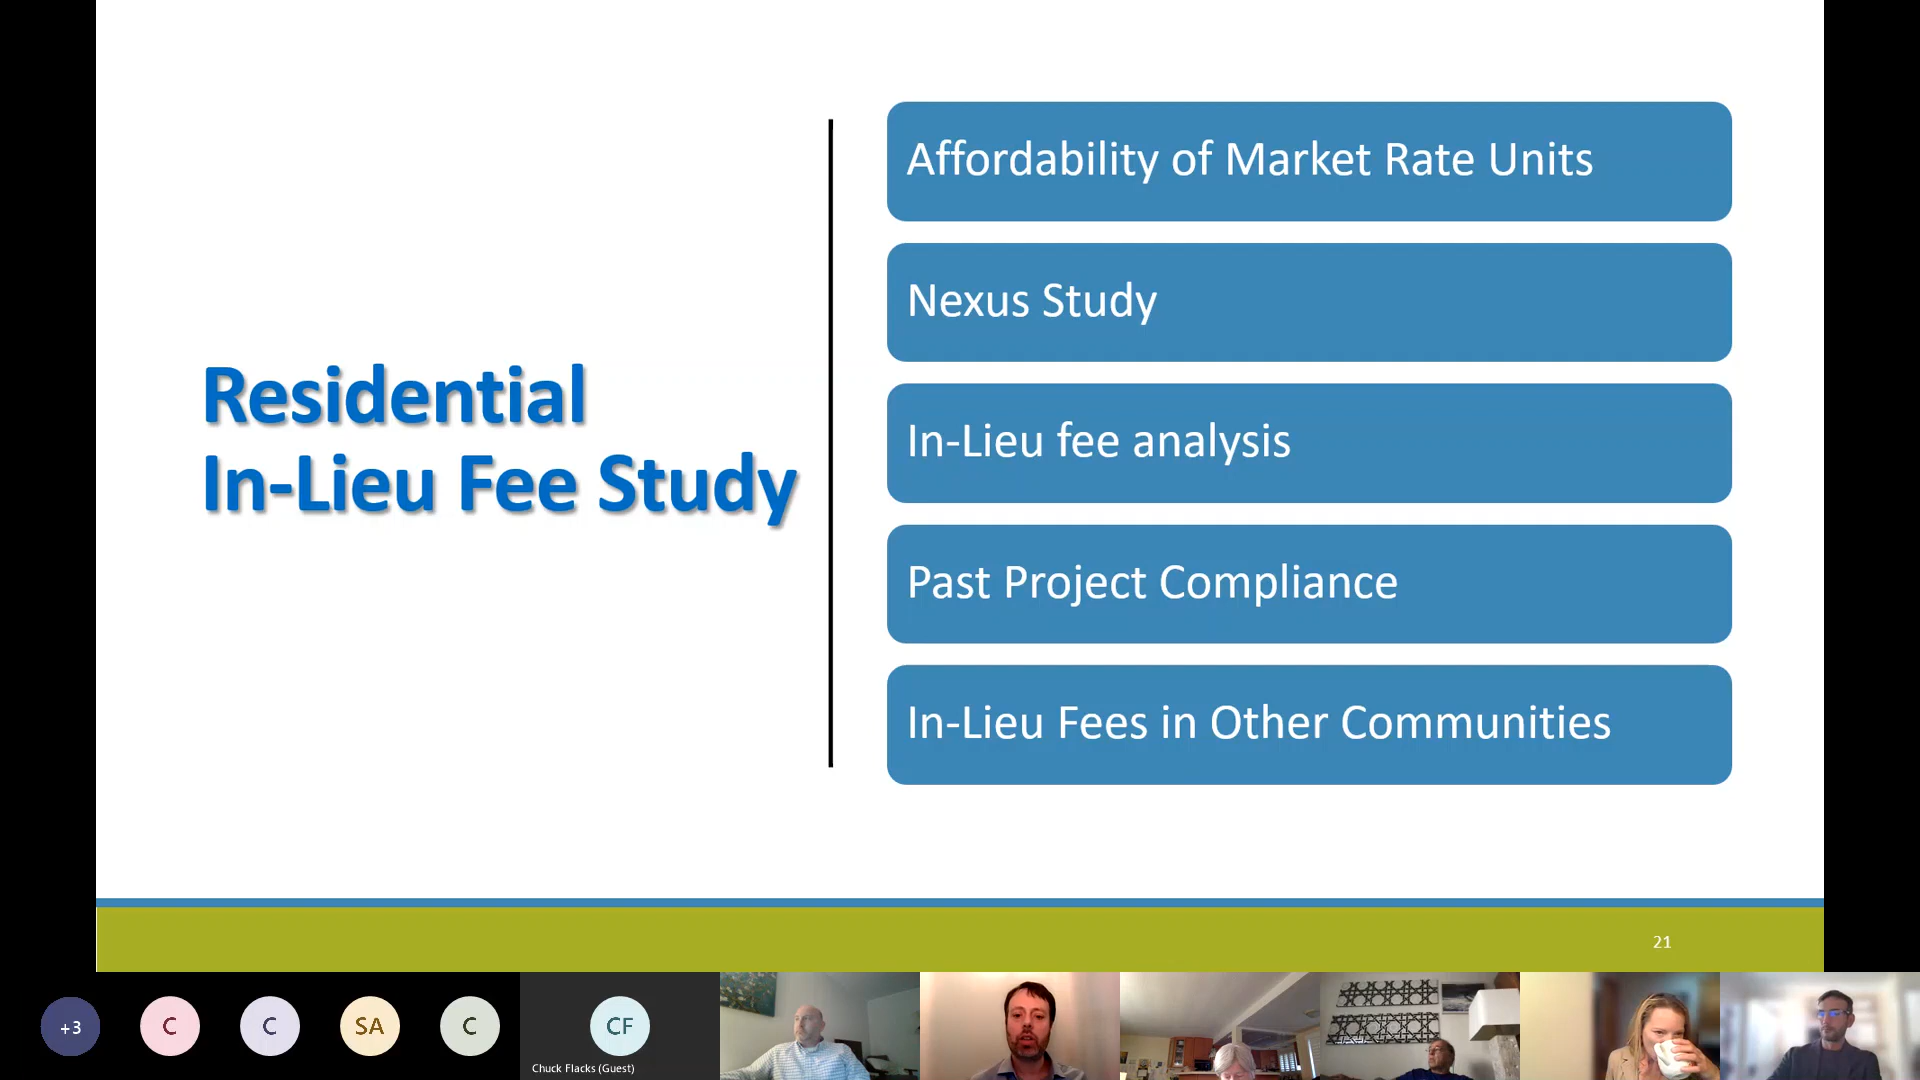 Residential
In-Lieu Fee Study
Affordability of Market Rate Units
Nexus Study
In-Lieu fee analysis
Past Project Compliance
In-Lieu Fees in Other Communities
21
+3
C
C
SA
C
CF
Chuck Flacks (Guest)